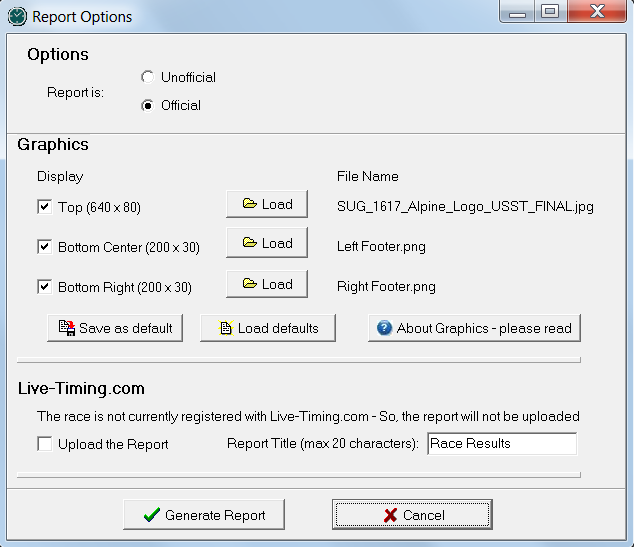 Report Options
Options
Report is:
Unofficial
Official
Graphics
Display File Name
Top (640 x 80) Load SUG_1617_Alpine_Logo_USST_FINAL.jpg
Bottom Center (200 x 30) Load Left Footer.png
Bottom Right (200 x 30) Load Right Footer.png
Save as default Load defaults About Graphics - please read
Live-Timing.com
The race is not currently registered with Live-Timing.com - So, the report will not be uploaded
Upload the Report Report Title (max 20 characters): Race Results
Generate Report Cancel